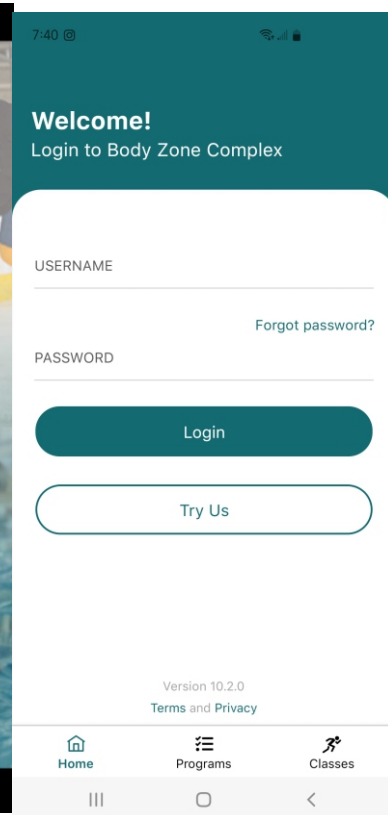 7:40
Welcome!
Login to Body Zone Complex
USERNAME
Forgot password?
PASSWORD
Login
Try Us
Version 10.2.0
Terms and Privacy
Home Programs Classes